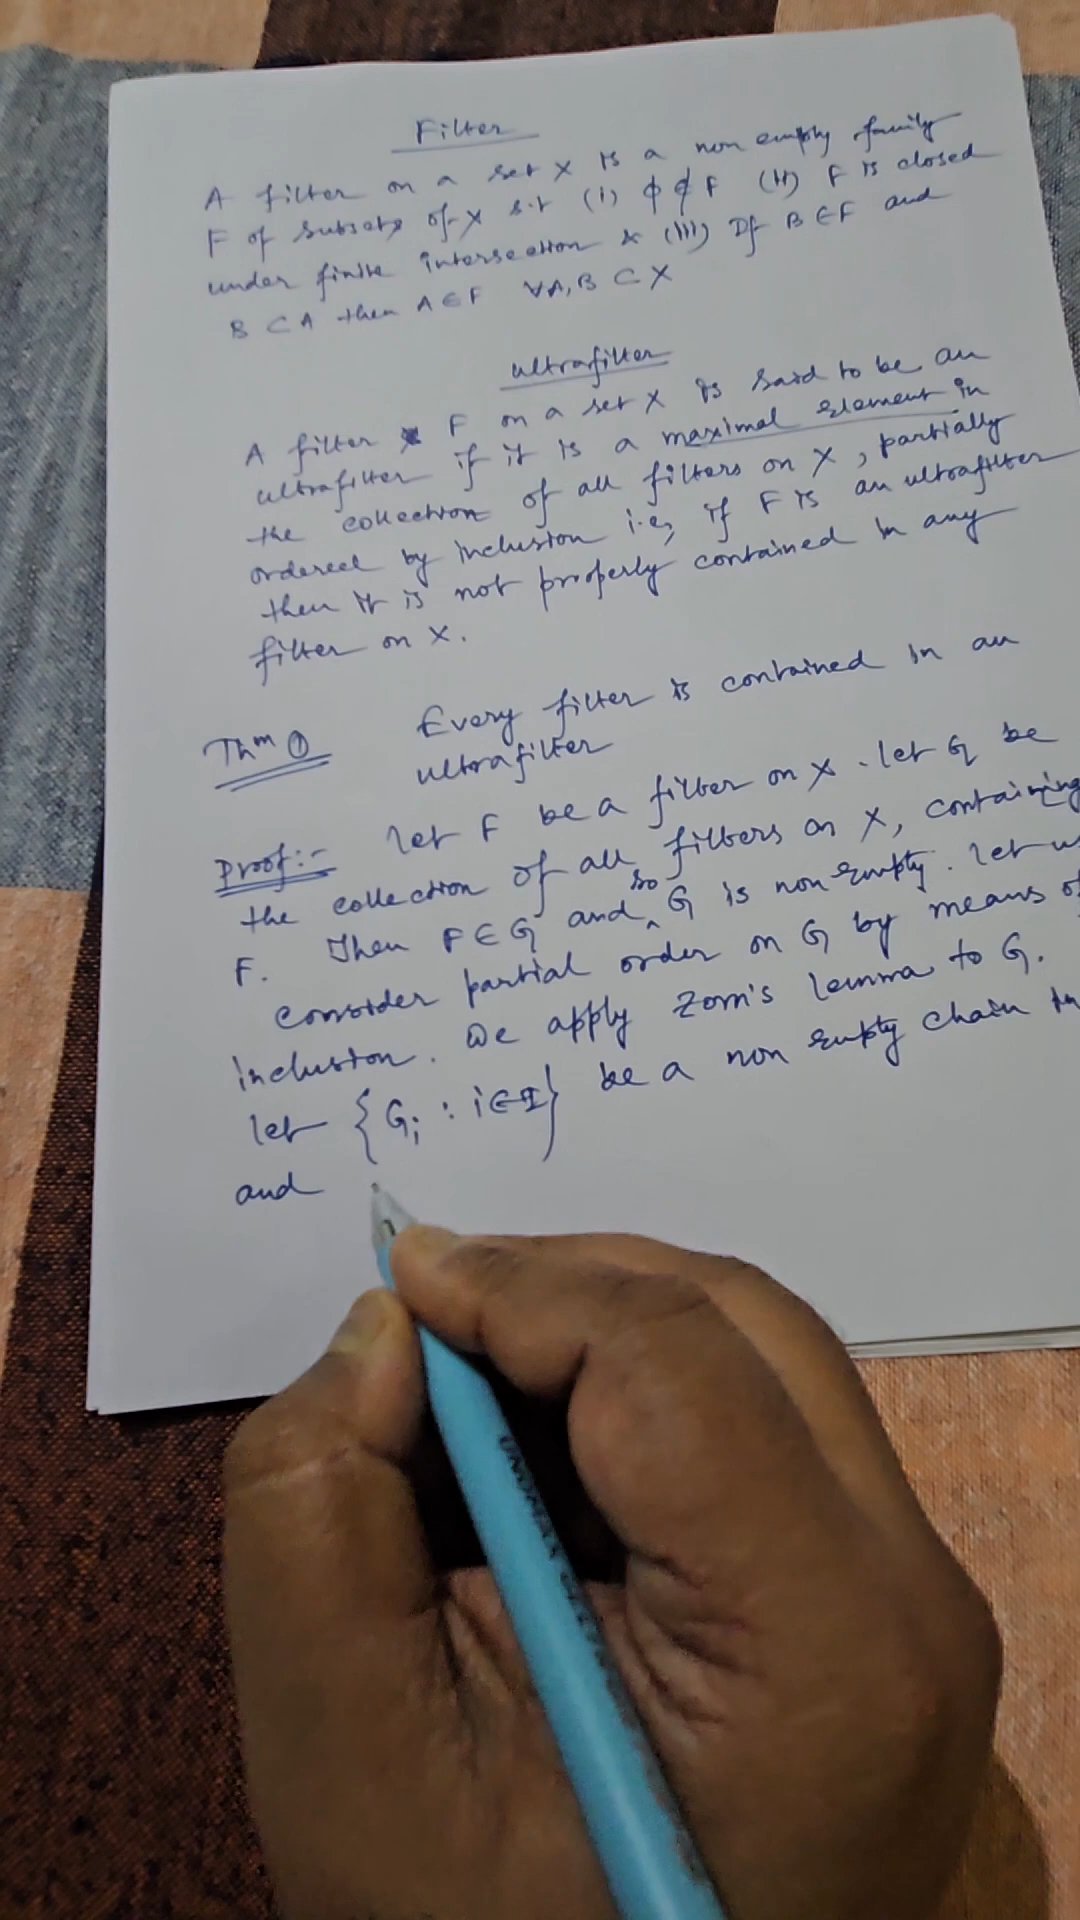 Filter
A filter on a set X is a non empty family
F of subsets of X s.t (i) ϕ ∉ F (ii) F is closed
under finite intersection & (iii) If B ∈ F and
B ⊂ A then A ∈ F ∀A, B ⊂ X
ultrafilter
A filter F on a set X is said to be an
ultrafilter if it is a maximal element in
the collection of all filters on X, partially
ordered by inclusion i.e, if F is an ultrafilter
then it is not properly contained in any
filter on X.
Thm ① Every filter is contained in an
ultrafilter
Proof:- let F be a filter on X. let G be
the collection of all filters on X, containing
F. Then F ∈ G and so G is non empty. let us
consider partial order on G by means of
inclusion. We apply Zorn's lemma to G.
let {Gi : i ∈ I} be a non empty chain in
and